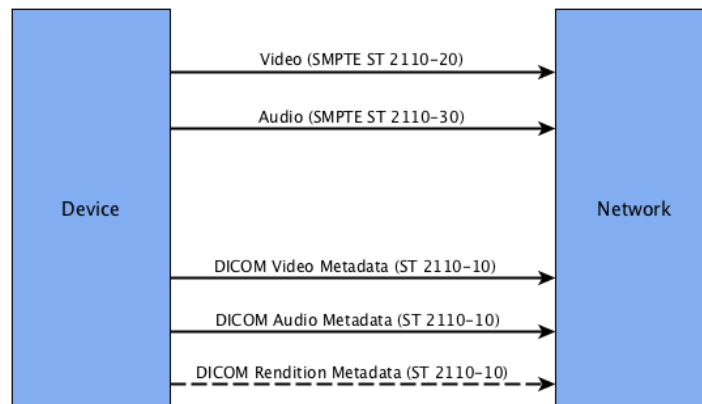 Video (SMPTE ST 2110-20)
Audio (SMPTE ST 2110-30)
Device
Network
DICOM Video Metadata (ST 2110-10)
DICOM Audio Metadata (ST 2110-10)
DICOM Rendition Metadata (ST 2110-10)